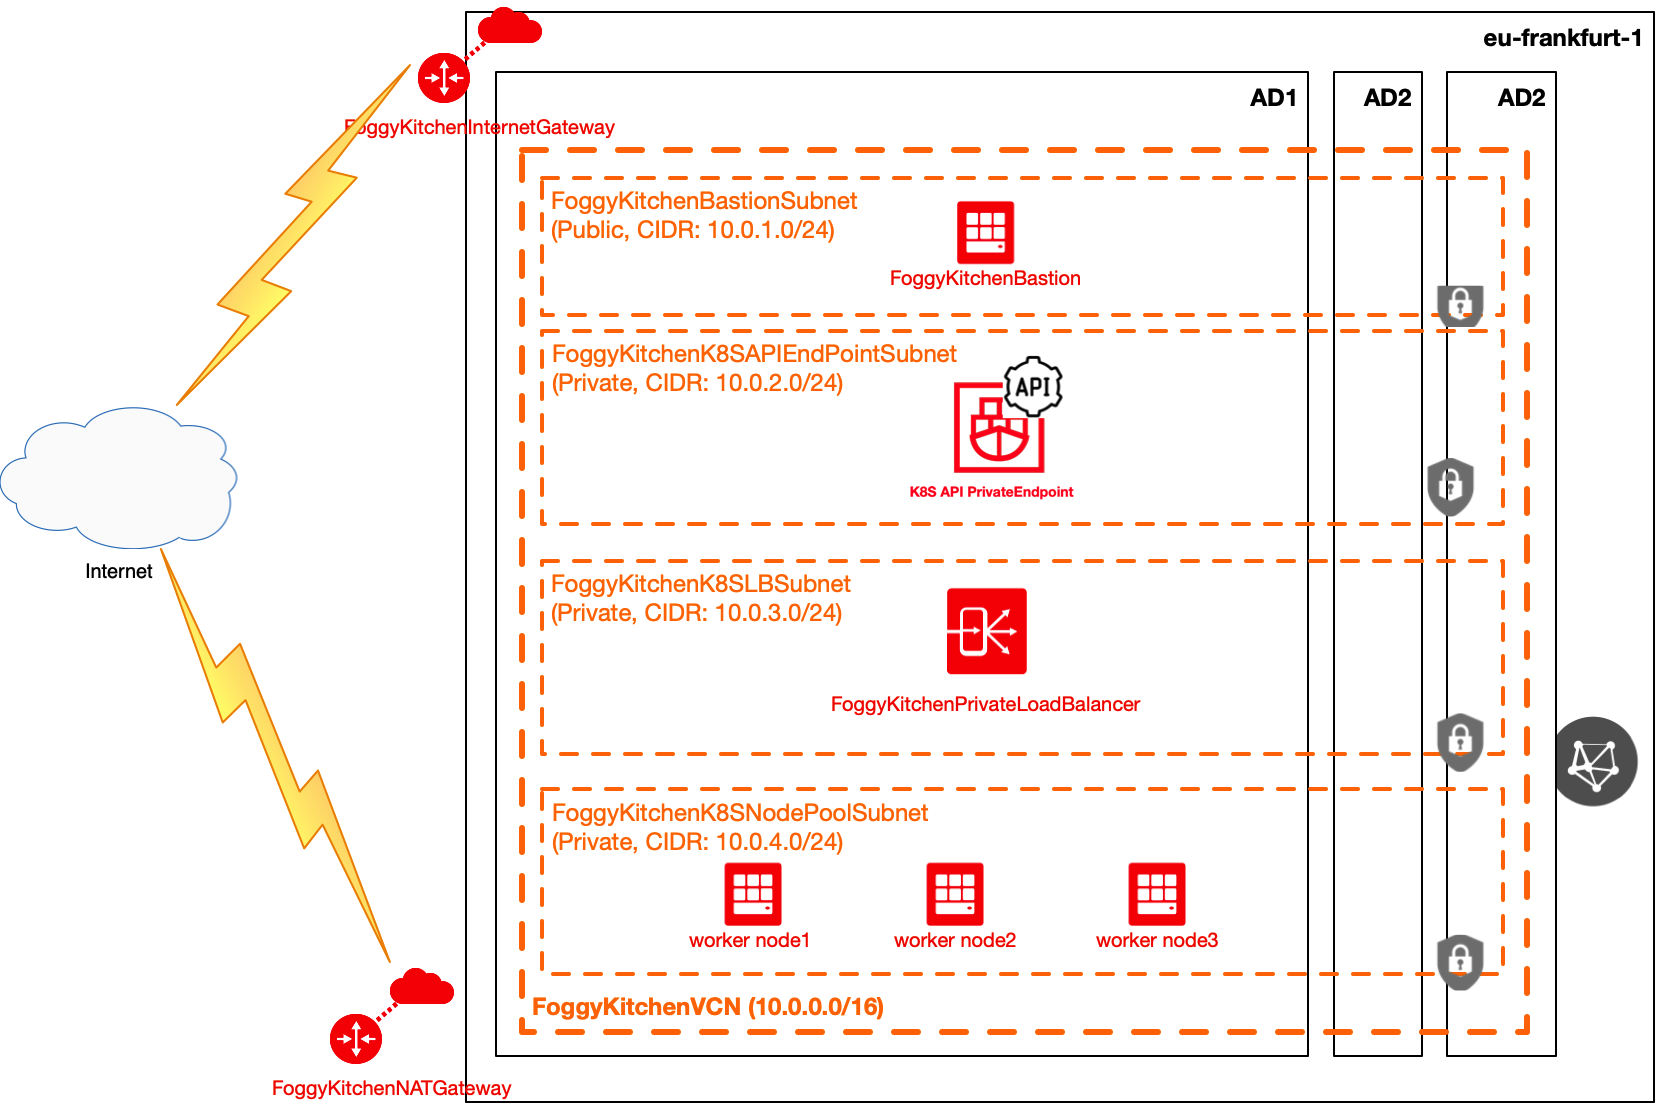 eu-frankfurt-1
AD1
AD2
AD2
FoggyKitchenInternetGateway
FoggyKitchenBastionSubnet
(Public, CIDR: 10.0.1.0/24)
FoggyKitchenBastion
FoggyKitchenK8SAPIEndPointSubnet
(Private, CIDR: 10.0.2.0/24)
API
K8S API PrivateEndpoint
Internet
FoggyKitchenK8SLBSubnet
(Private, CIDR: 10.0.3.0/24)
FoggyKitchenPrivateLoadBalancer
FoggyKitchenK8SNodePoolSubnet
(Private, CIDR: 10.0.4.0/24)
worker node1
worker node2
worker node3
FoggyKitchenVCN (10.0.0.0/16)
FoggyKitchenNATGateway